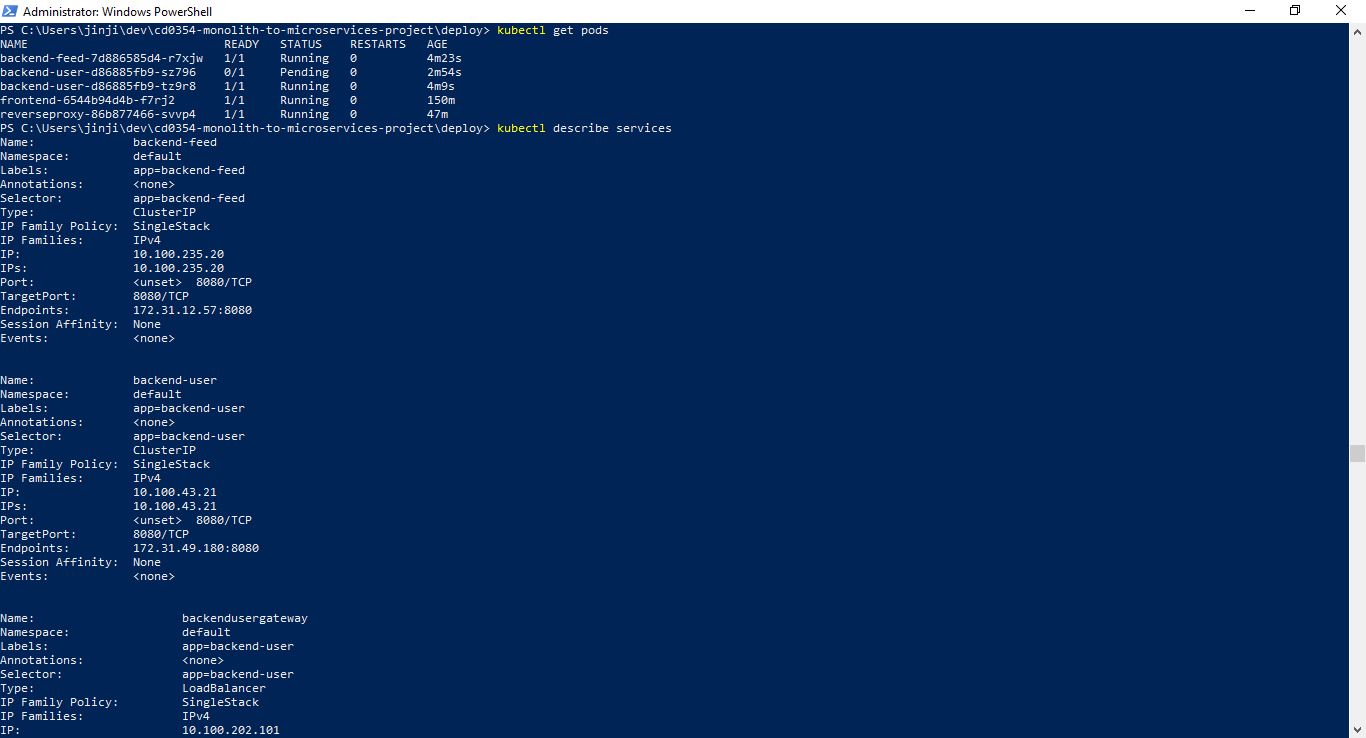 Administrator: Windows PowerShell
PS C:\Users\jinji\dev\cd0354-monolith-to-microservices-project\deploy> kubectl get pods
NAME READY STATUS RESTARTS AGE
backend-feed-7d886585d4-r7xjw 1/1 Running 0 4m23s
backend-user-d86885fb9-sz796 0/1 Pending 0 2m54s
backend-user-d86885fb9-tz9r8 1/1 Running 0 4m9s
frontend-6544b94d4b-f7rj2 1/1 Running 0 150m
reverseproxy-86b877466-svvp4 1/1 Running 0 47m
PS C:\Users\jinji\dev\cd0354-monolith-to-microservices-project\deploy> kubectl describe services
Name: backend-feed
Namespace: default
Labels: app=backend-feed
Annotations: <none>
Selector: app=backend-feed
Type: ClusterIP
IP Family Policy: SingleStack
IP Families: IPv4
IP: 10.100.235.20
IPs: 10.100.235.20
Port: <unset> 8080/TCP
TargetPort: 8080/TCP
Endpoints: 172.31.12.57:8080
Session Affinity: None
Events: <none>
Name: backend-user
Namespace: default
Labels: app=backend-user
Annotations: <none>
Selector: app=backend-user
Type: ClusterIP
IP Family Policy: SingleStack
IP Families: IPv4
IP: 10.100.43.21
IPs: 10.100.43.21
Port: <unset> 8080/TCP
TargetPort: 8080/TCP
Endpoints: 172.31.49.180:8080
Session Affinity: None
Events: <none>
Name: backendusergateway
Namespace: default
Labels: app=backend-user
Annotations: <none>
Selector: app=backend-user
Type: LoadBalancer
IP Family Policy: SingleStack
IP Families: IPv4
IP: 10.100.202.101